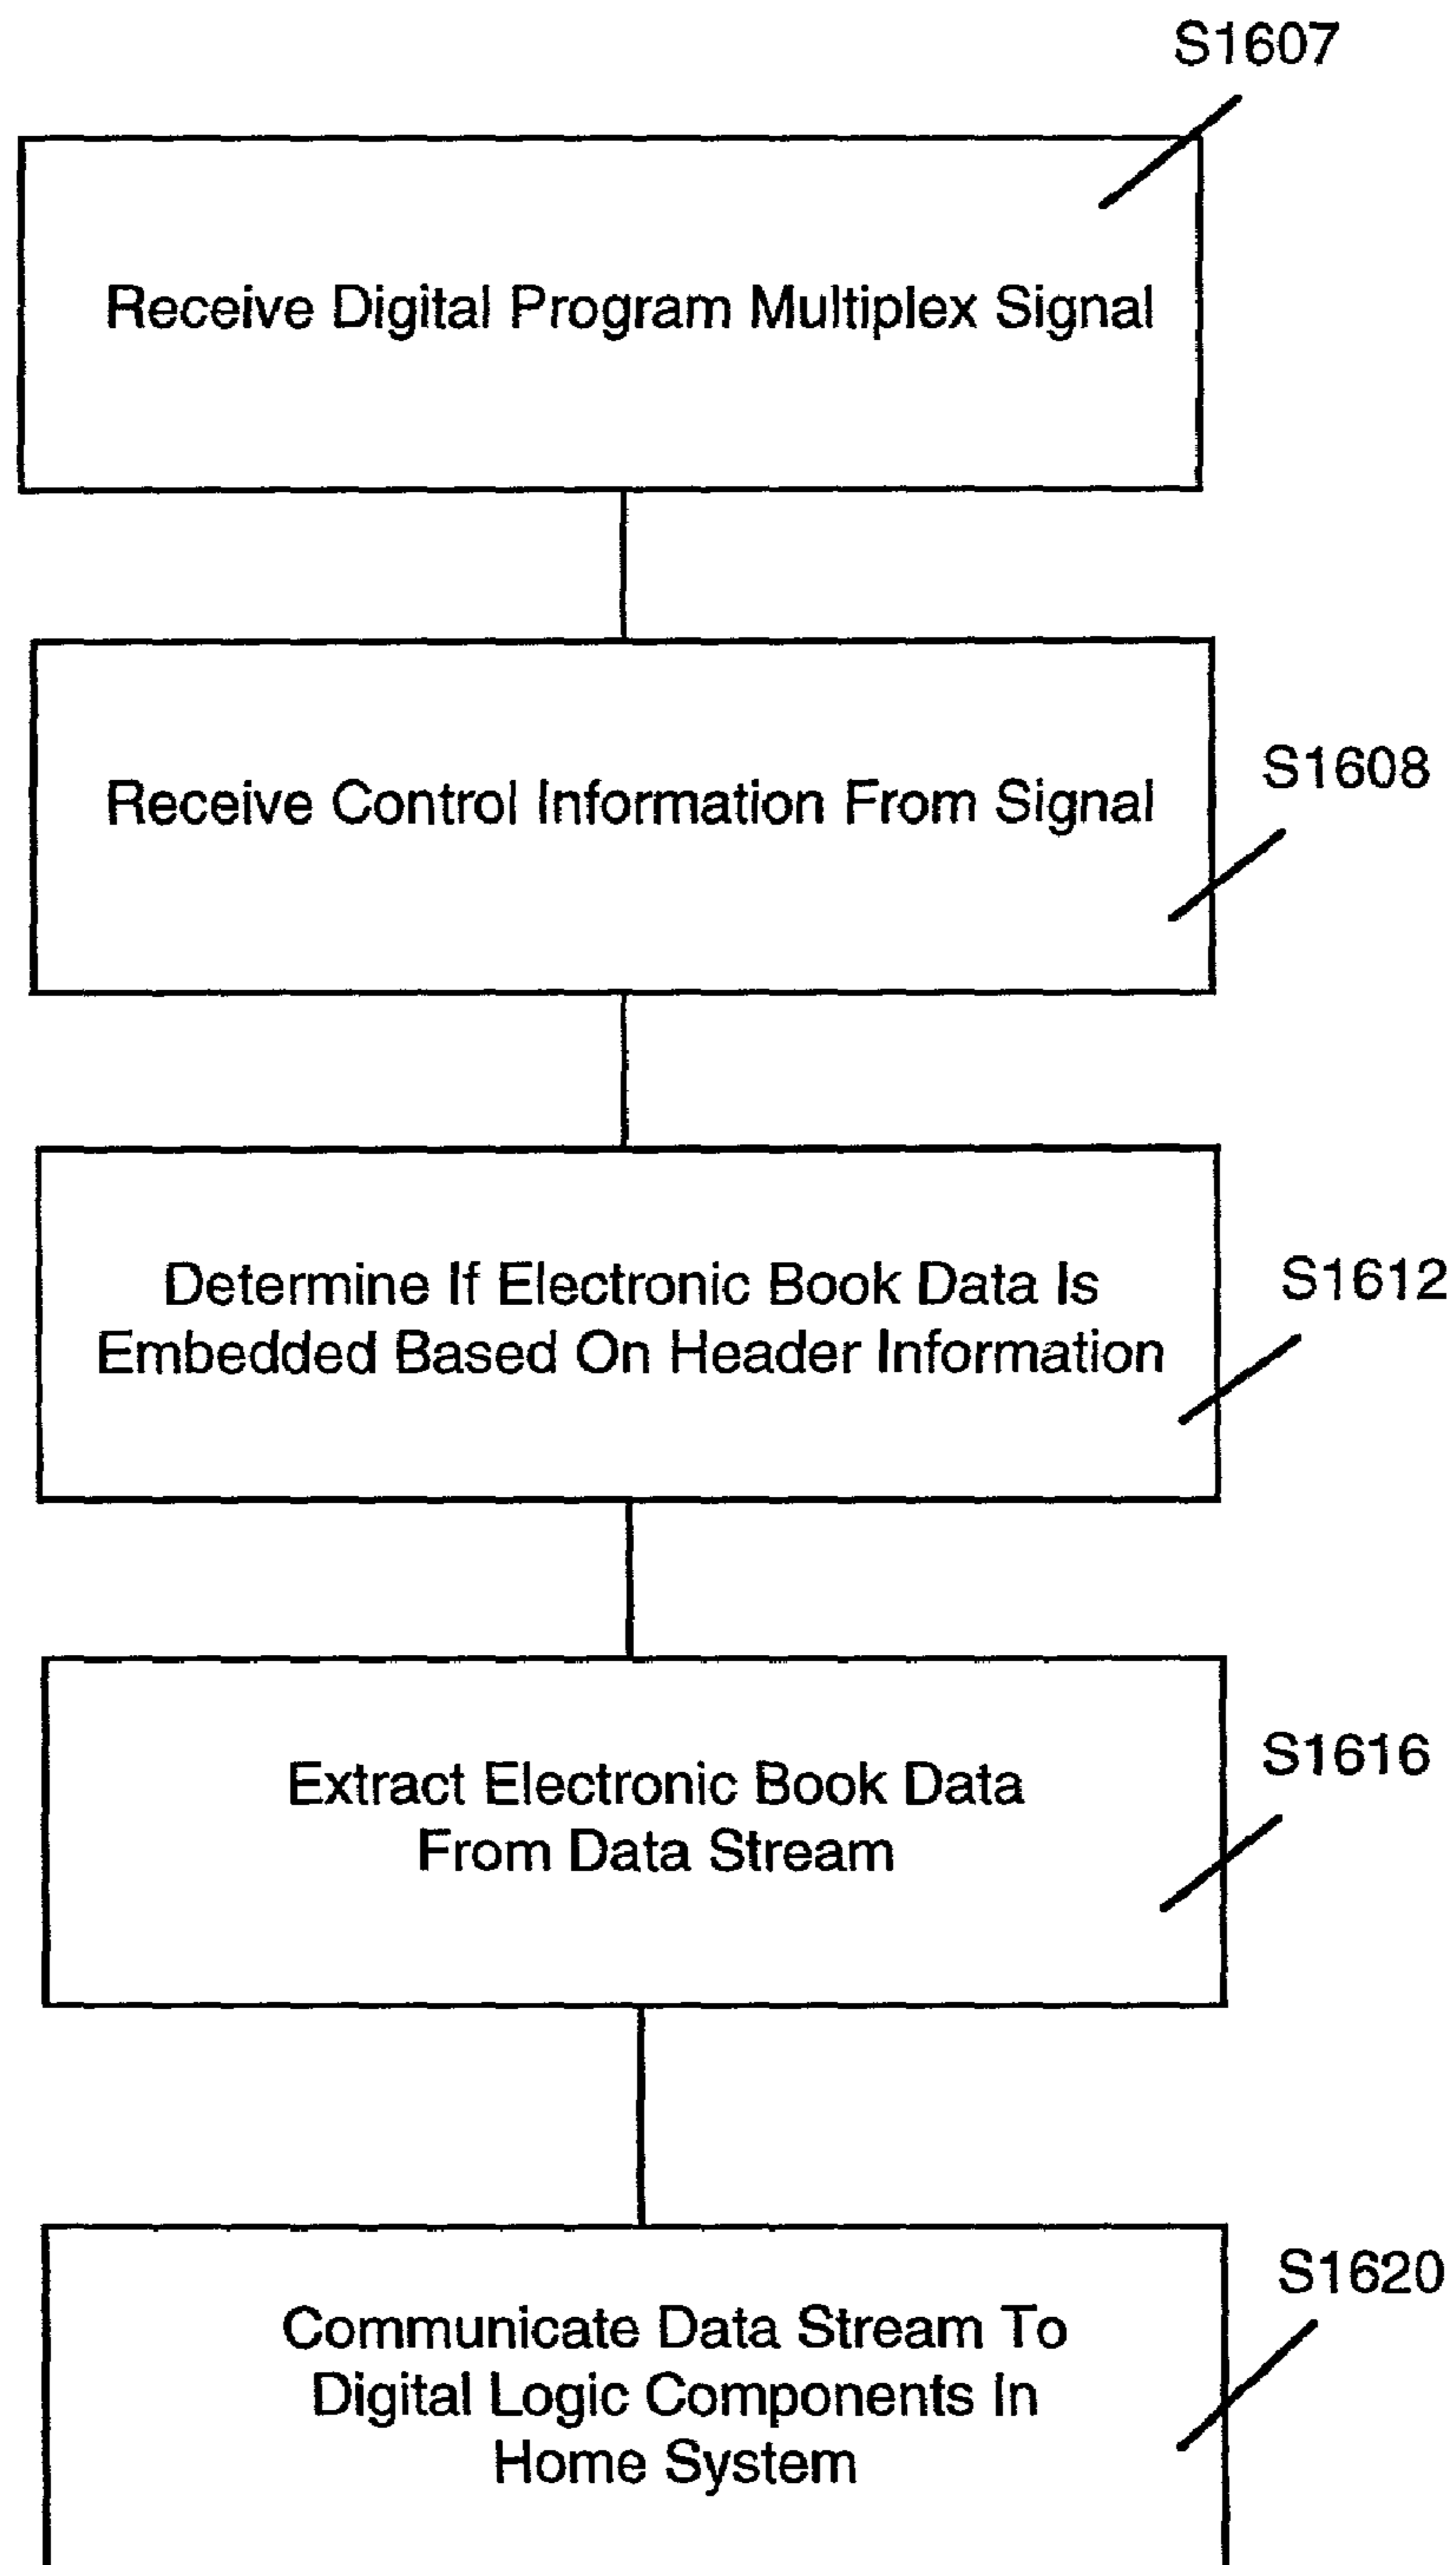 S1607
Receive Digital Program Multiplex Signal
Receive Control Information From Signal
S1608
Determine If Electronic Book Data Is
Embedded Based On Header Information
S1612
Extract Electronic Book Data
From Data Stream
S1616
Communicate Data Stream To
Digital Logic Components In
Home System
S1620